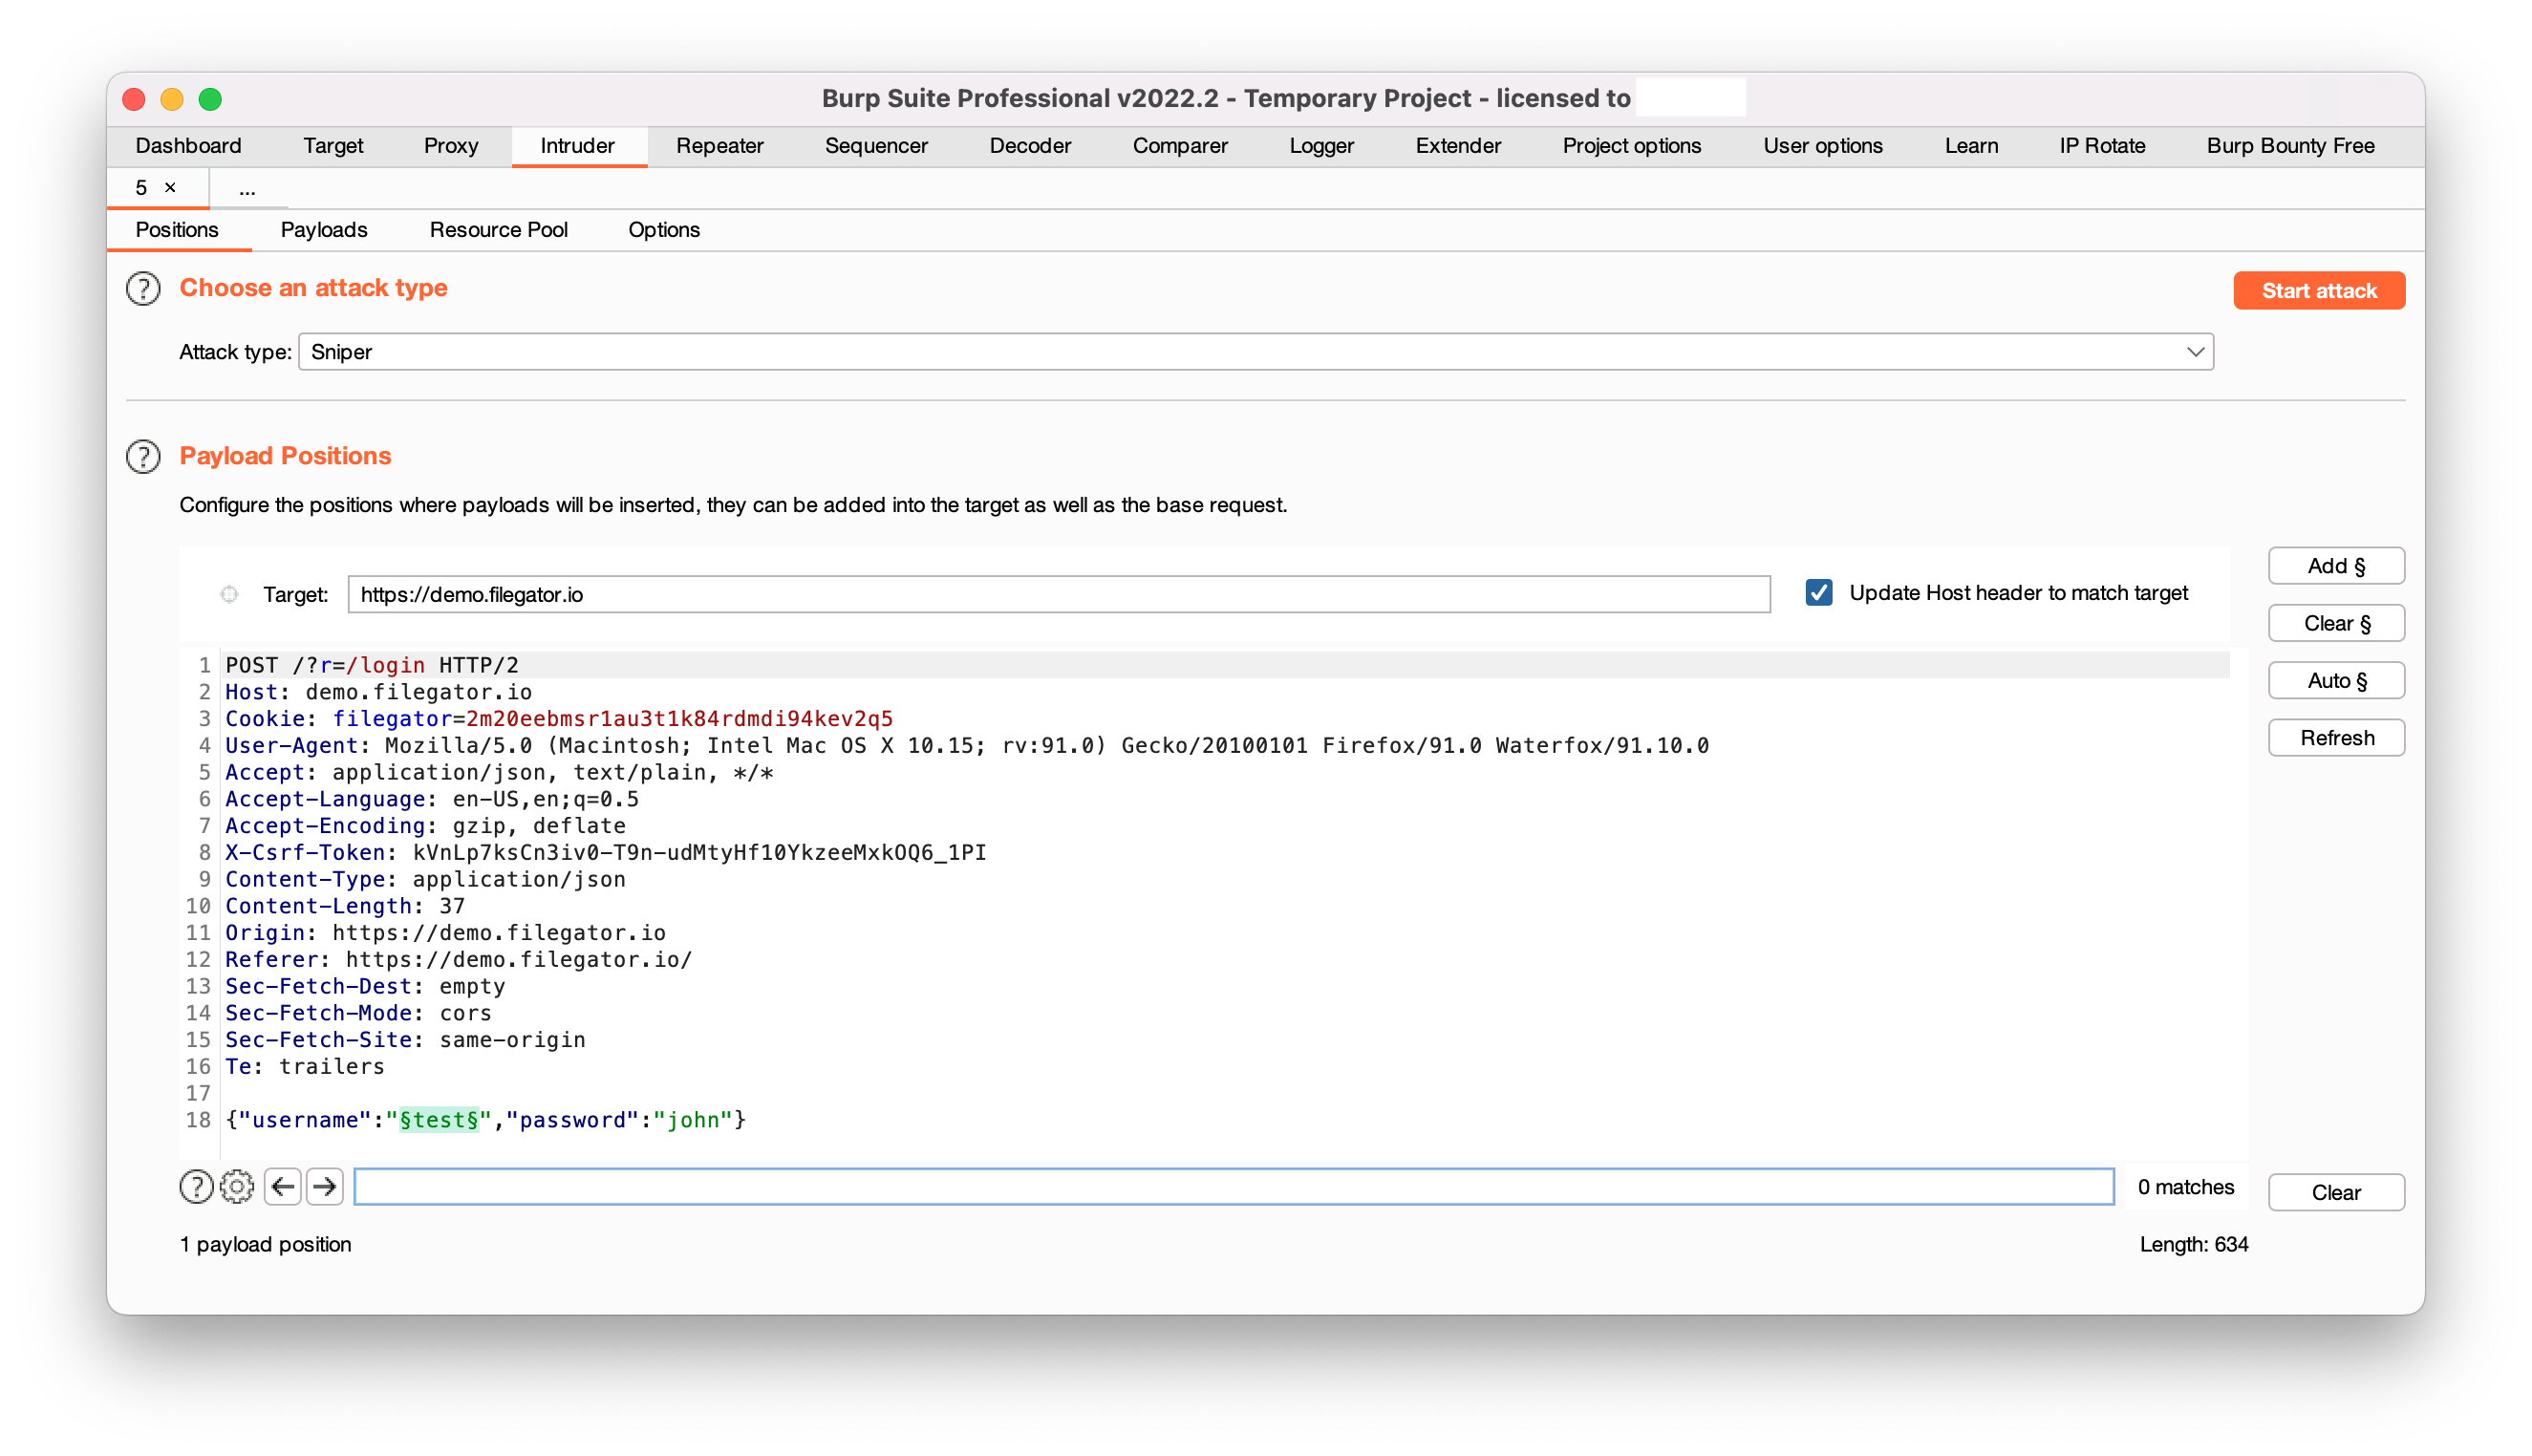 Burp Suite Professional v2022.2 - Temporary Project - licensed to
Dashboard Target Proxy Intruder Repeater Sequencer Decoder Comparer Logger Extender Project options User options Learn IP Rotate Burp Bounty Free
5 × ...
Positions Payloads Resource Pool Options
? Choose an attack type Start attack
Attack type: Sniper
? Payload Positions
Configure the positions where payloads will be inserted, they can be added into the target as well as the base request.
Add §
Target: https://demo.filegator.io Update Host header to match target
Clear §
Auto §
Refresh
1 POST /?r=/login HTTP/2
2 Host: demo.filegator.io
3 Cookie: filegator=2m20eebmsr1au3t1k84rdmdi94kev2q5
4 User-Agent: Mozilla/5.0 (Macintosh; Intel Mac OS X 10.15; rv:91.0) Gecko/20100101 Firefox/91.0 Waterfox/91.10.0
5 Accept: application/json, text/plain, */*
6 Accept-Language: en-US,en;q=0.5
7 Accept-Encoding: gzip, deflate
8 X-Csrf-Token: kVnLp7ksCn3iv0-T9n-udMtyHf10YkzeeMxkOQ6_1PI
9 Content-Type: application/json
10 Content-Length: 37
11 Origin: https://demo.filegator.io
12 Referer: https://demo.filegator.io/
13 Sec-Fetch-Dest: empty
14 Sec-Fetch-Mode: cors
15 Sec-Fetch-Site: same-origin
16 Te: trailers
17
18 {"username":"§test§","password":"john"}
? 0 matches Clear
1 payload position Length: 634